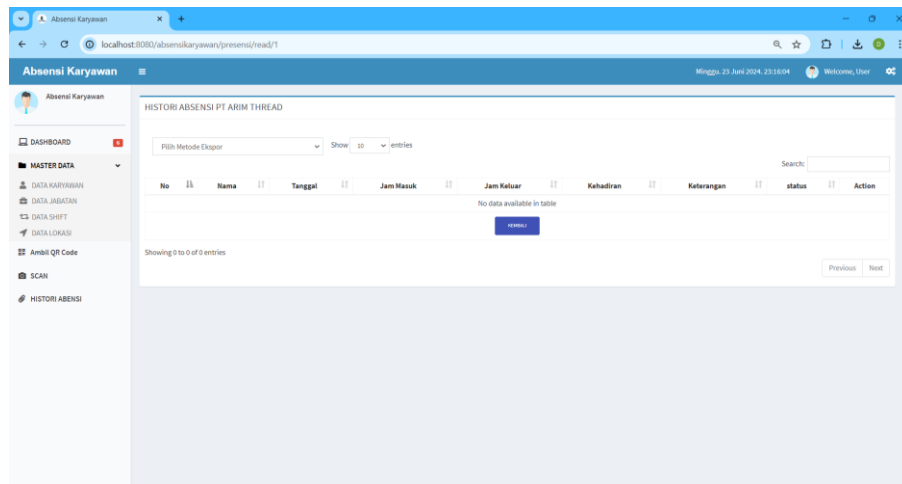 Absensi Karyawan
localhost:8080/absensikaryawan/presensi/read/1
Absensi Karyawan
Minggu, 23 Juni 2024, 23:16:04
Welcome, User
Absensi Karyawan
DASHBOARD
MASTER DATA
DATA KARYAWAN
DATA JABATAN
DATA SHIFT
DATA LOKASI
Ambil QR Code
SCAN
HISTORI ABENSI
HISTORI ABSENSI PT ARIM THREAD
Pilih Metode Ekspor Show 10 entries
Search:
No Nama Tanggal Jam Masuk Jam Keluar Kehadiran Keterangan status Action
No data available in table
KEMBALI
Showing 0 to 0 of 0 entries
Previous Next